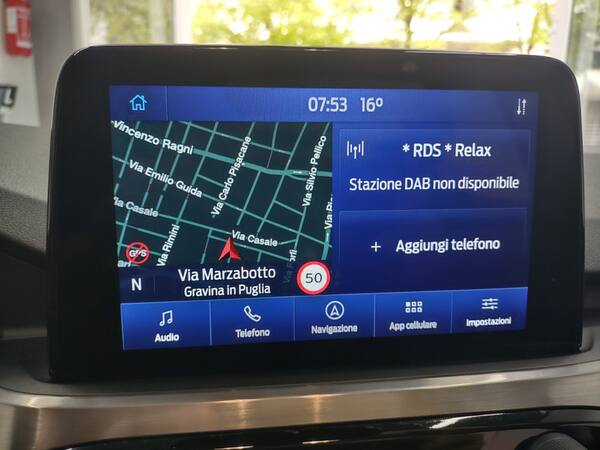 07:53 16°
Vincenzo Ragni
Via Emilio Guida
Via Carlo Pisacane
Via Silvio Pellico
Via Casale
Via Rimini
Via Casale
GPS
N
Via Marzabotto
Gravina in Puglia
50
* RDS * Relax
Stazione DAB non disponibile
+ Aggiungi telefono
Audio
Telefono
Navigazione
App cellulare
Impostazioni